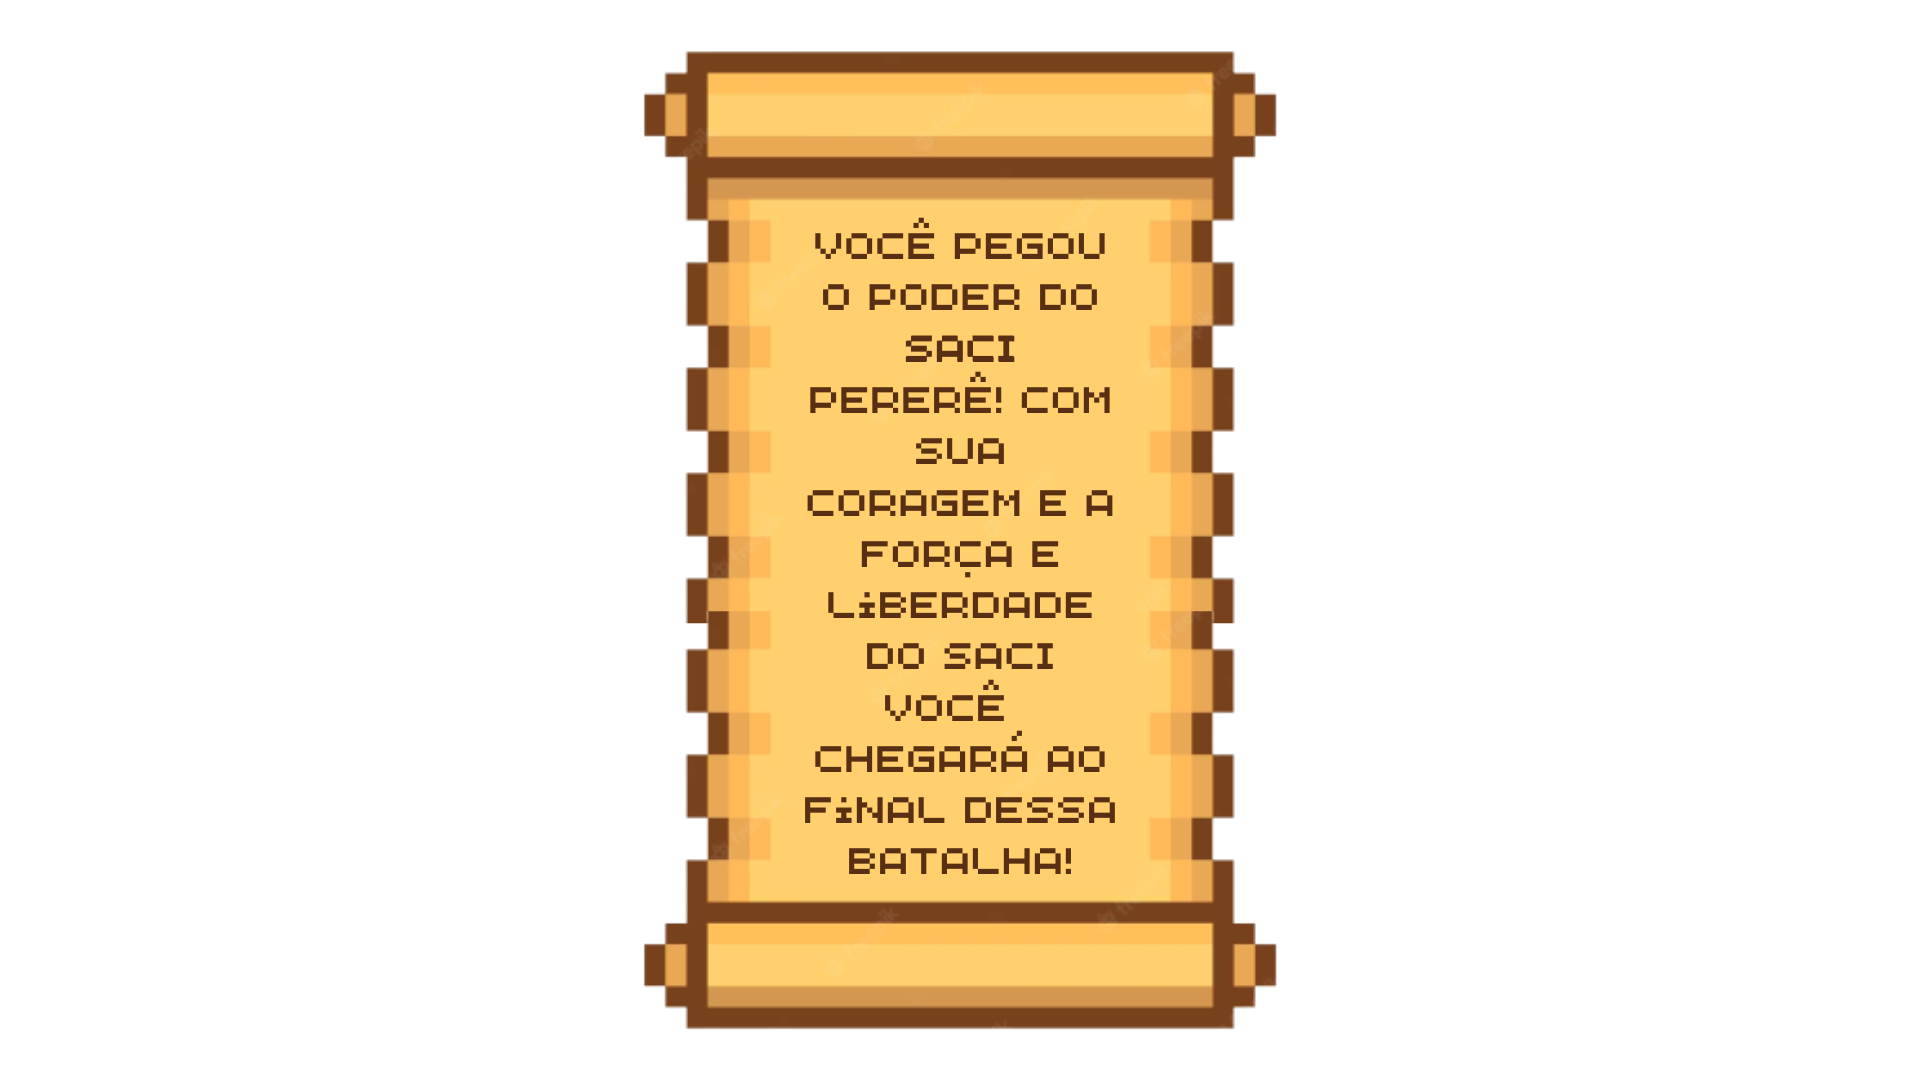 VOCÊ PEGOU
O PODER DO
SACI
PERERÊ! COM
SUA
CORAGEM E A
FORÇA E
LIBERDADE
DO SACI
VOCÊ
CHEGARÁ AO
FINAL DESSA
BATALHA!